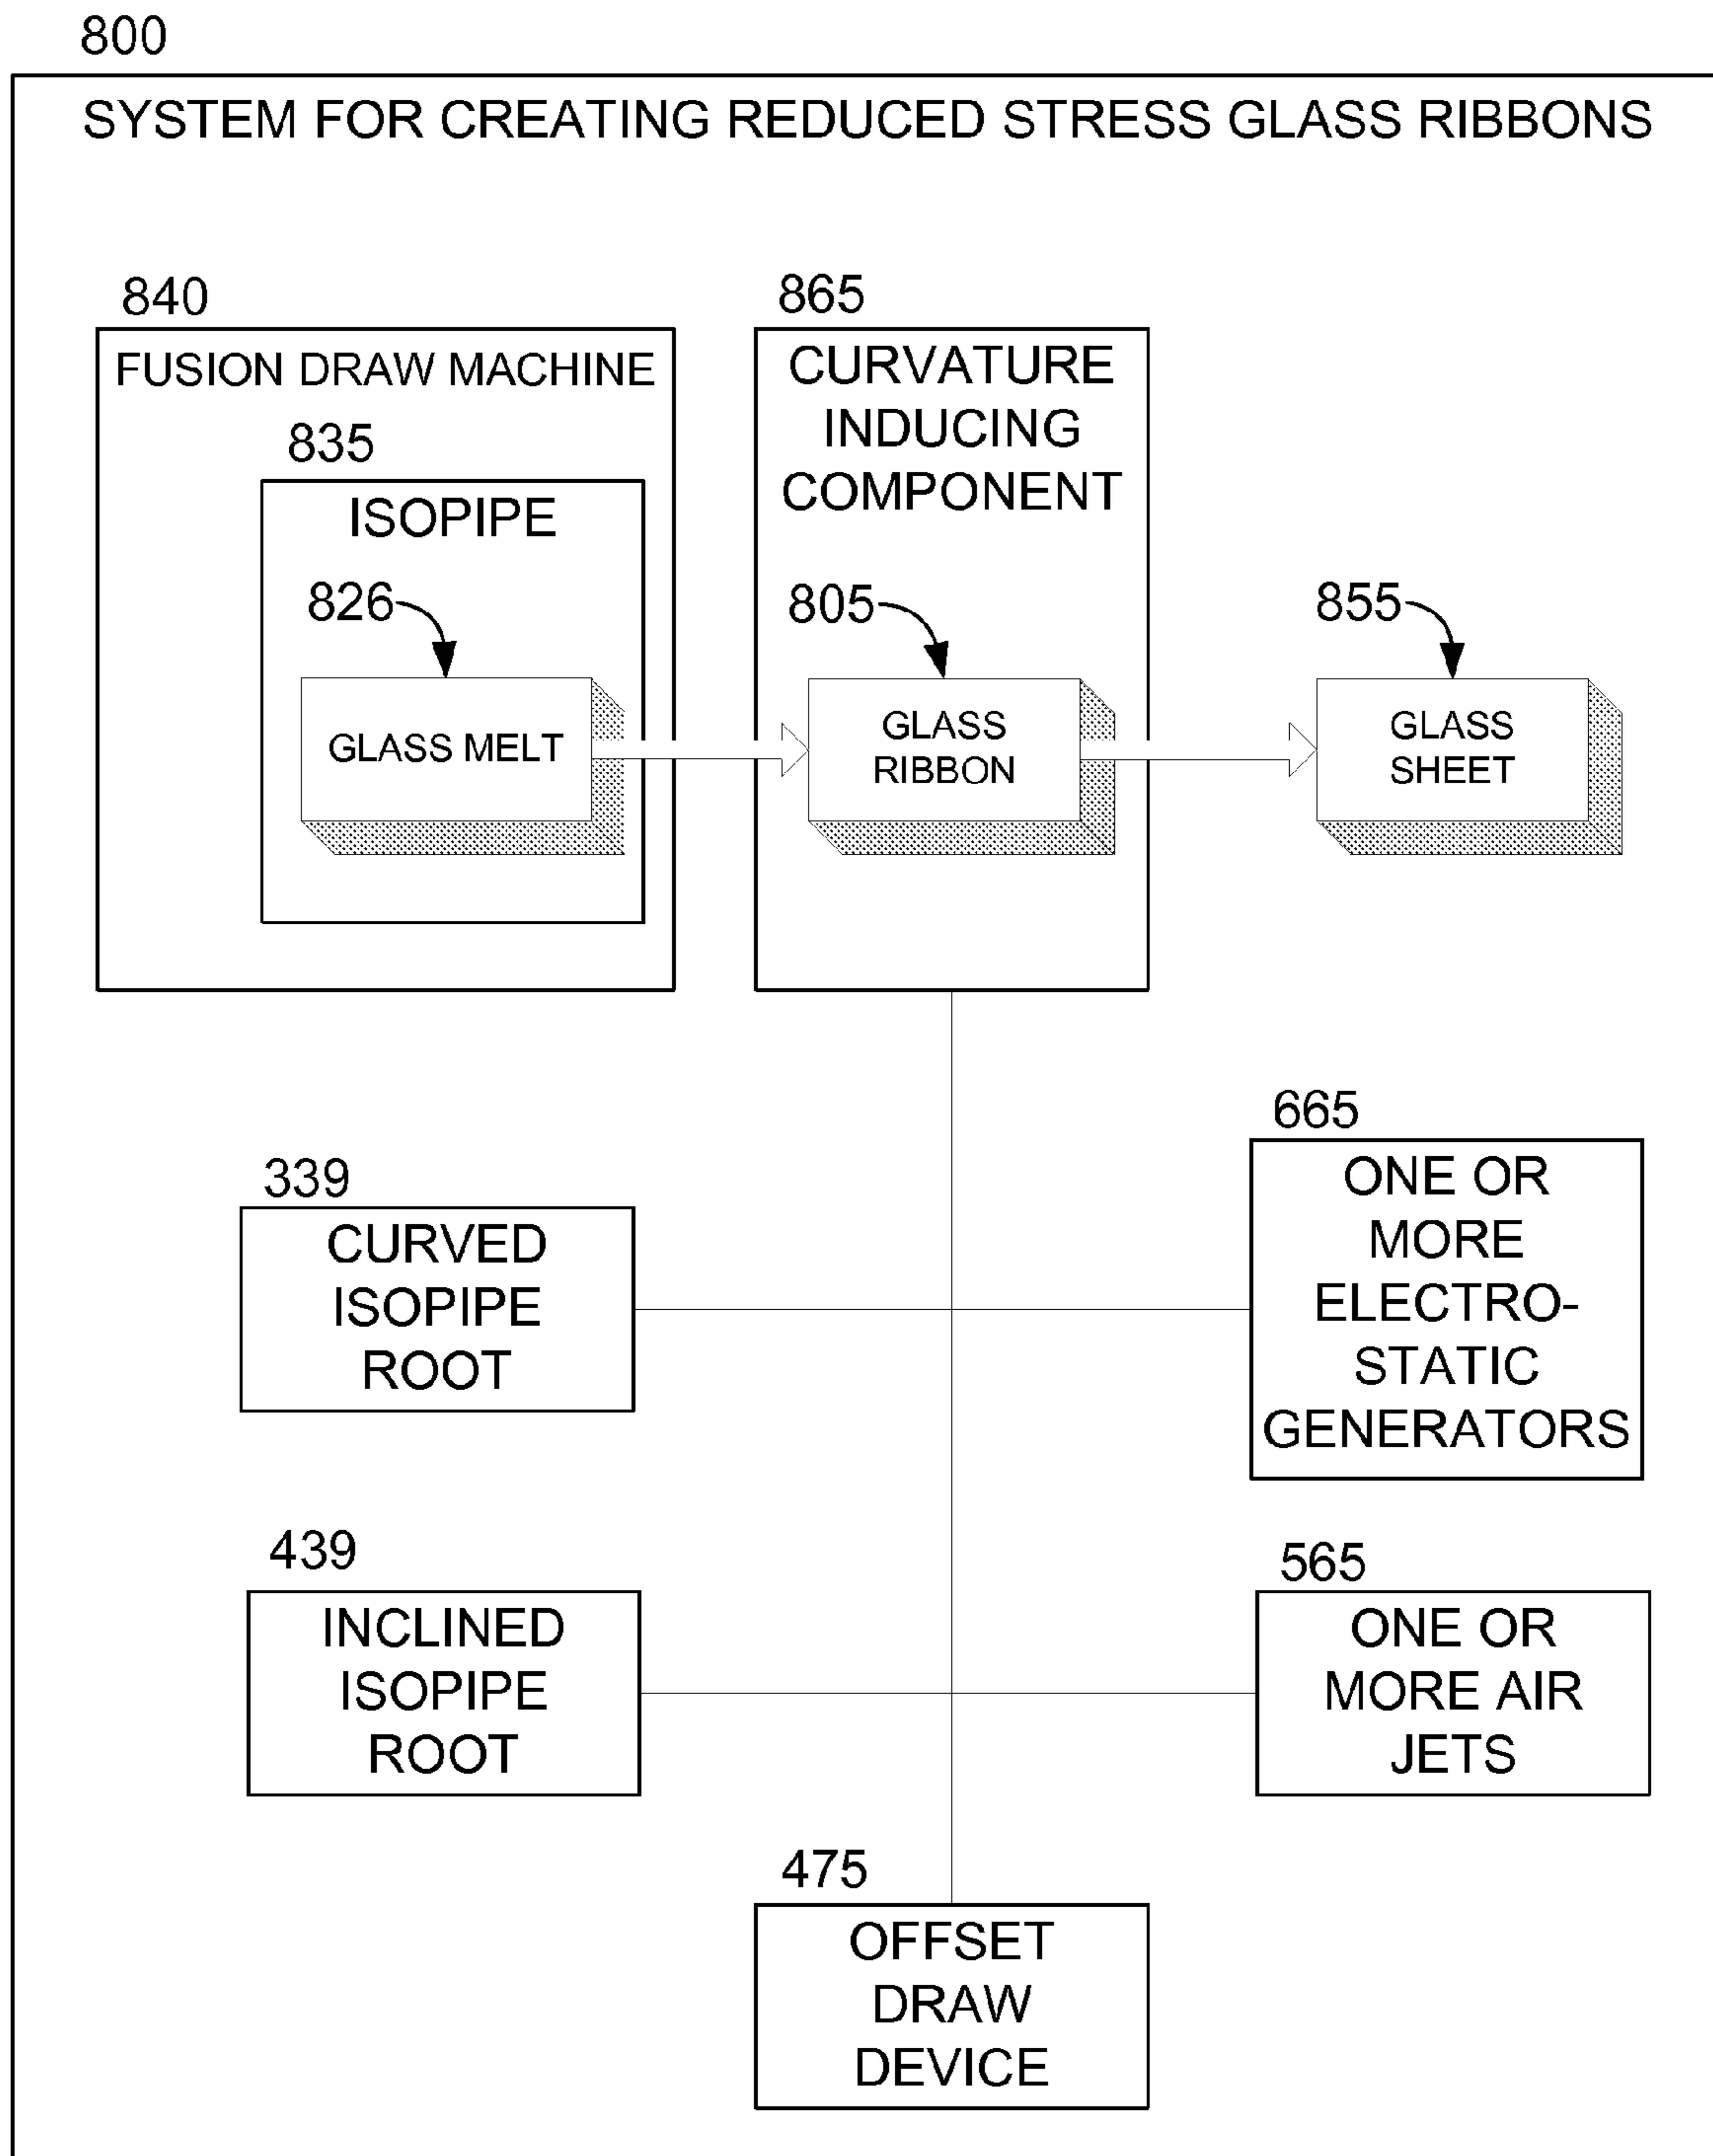 800
SYSTEM FOR CREATING REDUCED STRESS GLASS RIBBONS
840
FUSION DRAW MACHINE
835
ISOPIPE
826
GLASS MELT
865
CURVATURE
INDUCING
COMPONENT
805
GLASS
RIBBON
855
GLASS
SHEET
339
CURVED
ISOPIPE
ROOT
665
ONE OR
MORE
ELECTRO-
STATIC
GENERATORS
439
INCLINED
ISOPIPE
ROOT
565
ONE OR
MORE AIR
JETS
475
OFFSET
DRAW
DEVICE